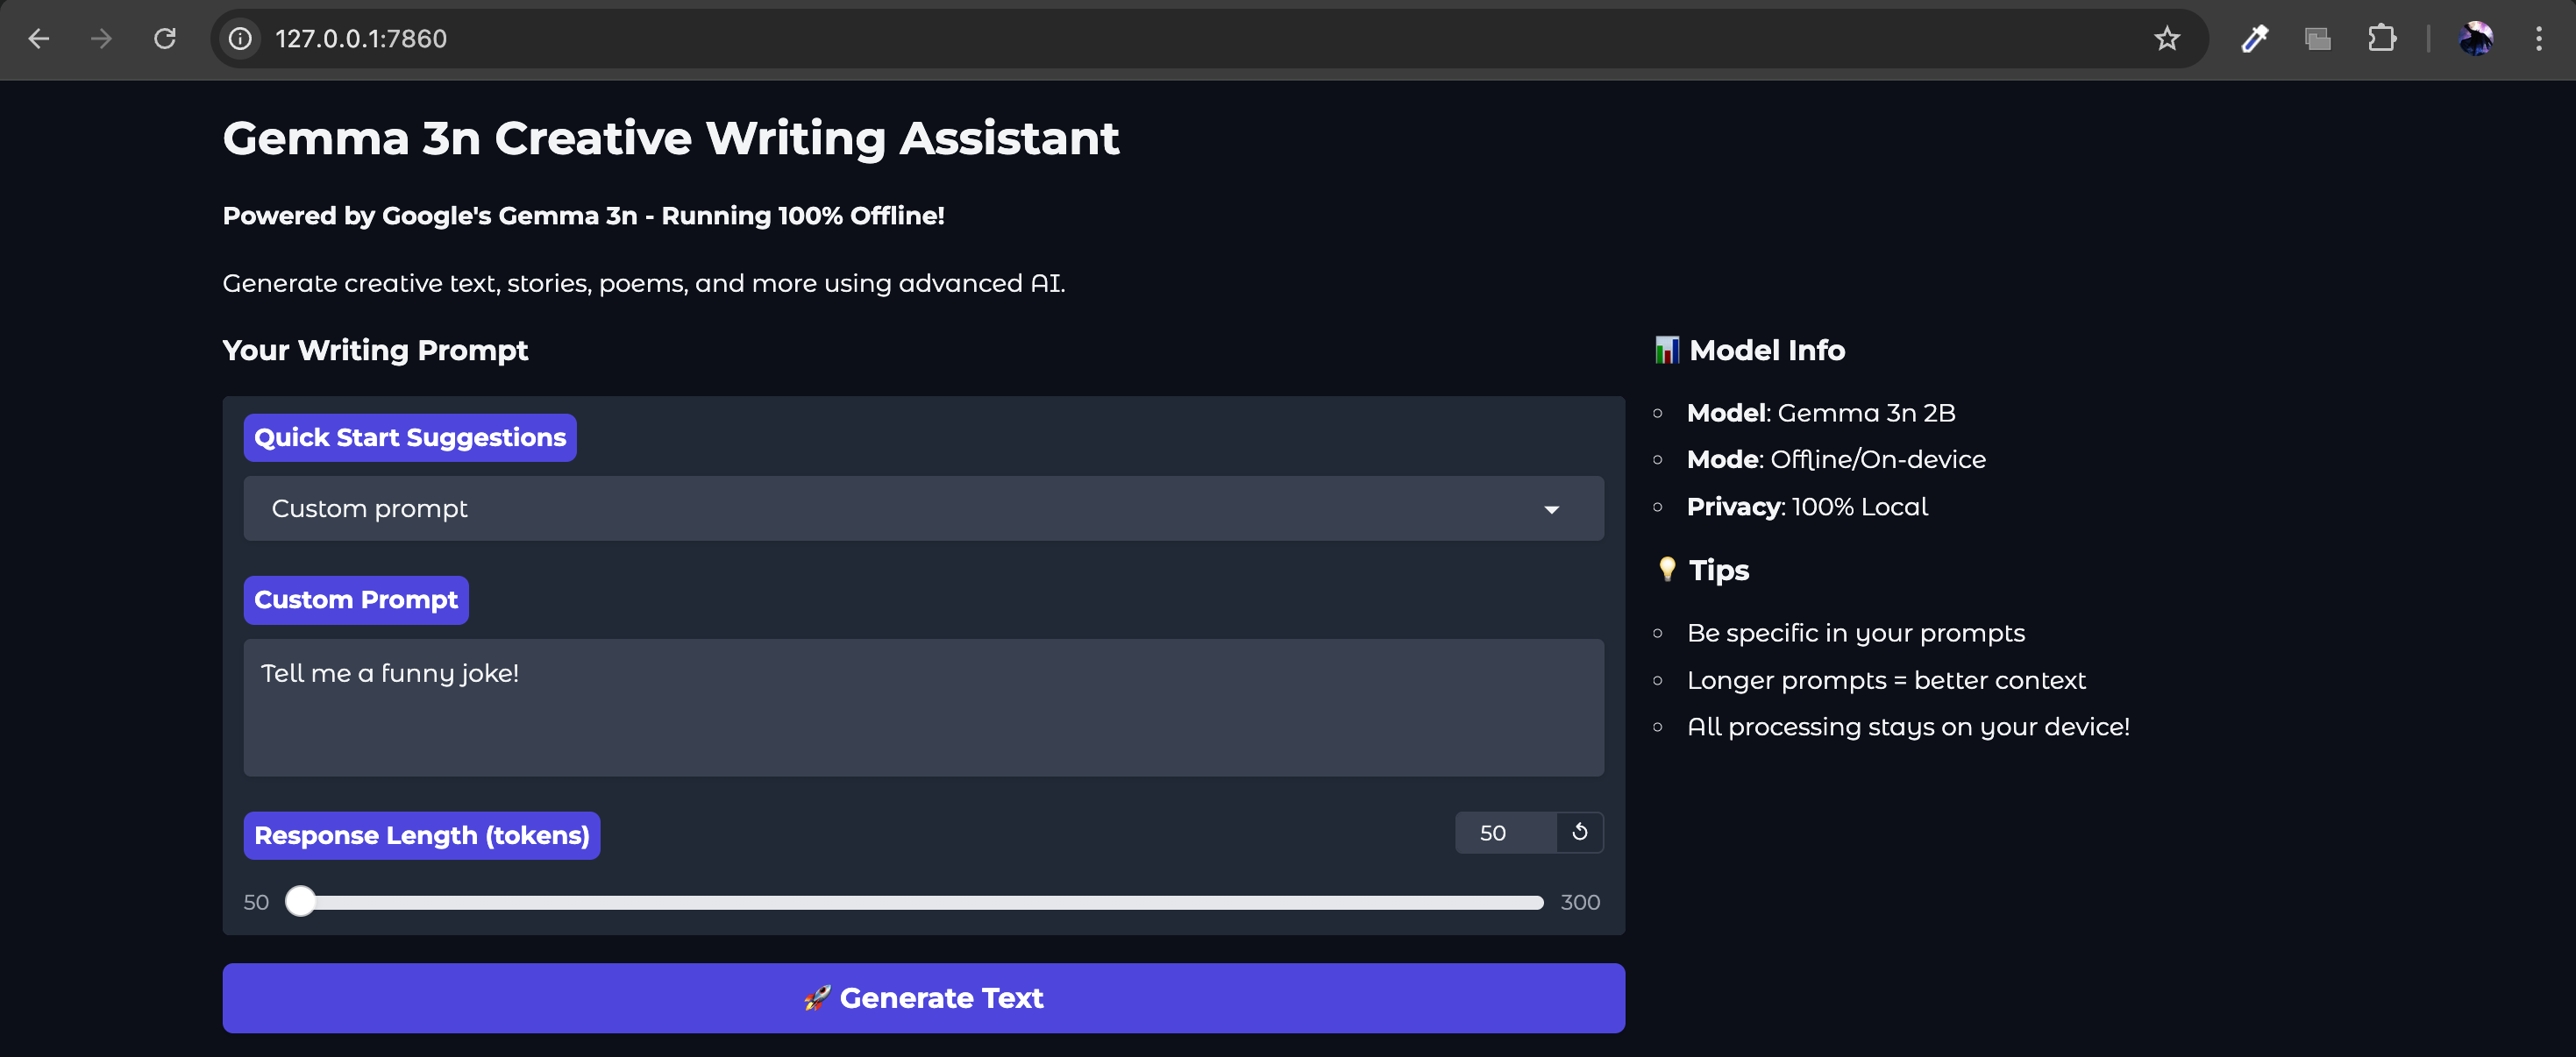 127.0.0.1:7860
Gemma 3n Creative Writing Assistant
Powered by Google's Gemma 3n - Running 100% Offline!
Generate creative text, stories, poems, and more using advanced AI.
Your Writing Prompt
Quick Start Suggestions
Custom prompt
Custom Prompt
Tell me a funny joke!
Response Length (tokens)
50
50
300
🚀 Generate Text
📊 Model Info
Model: Gemma 3n 2B
Mode: Offline/On-device
Privacy: 100% Local
💡 Tips
Be specific in your prompts
Longer prompts = better context
All processing stays on your device!